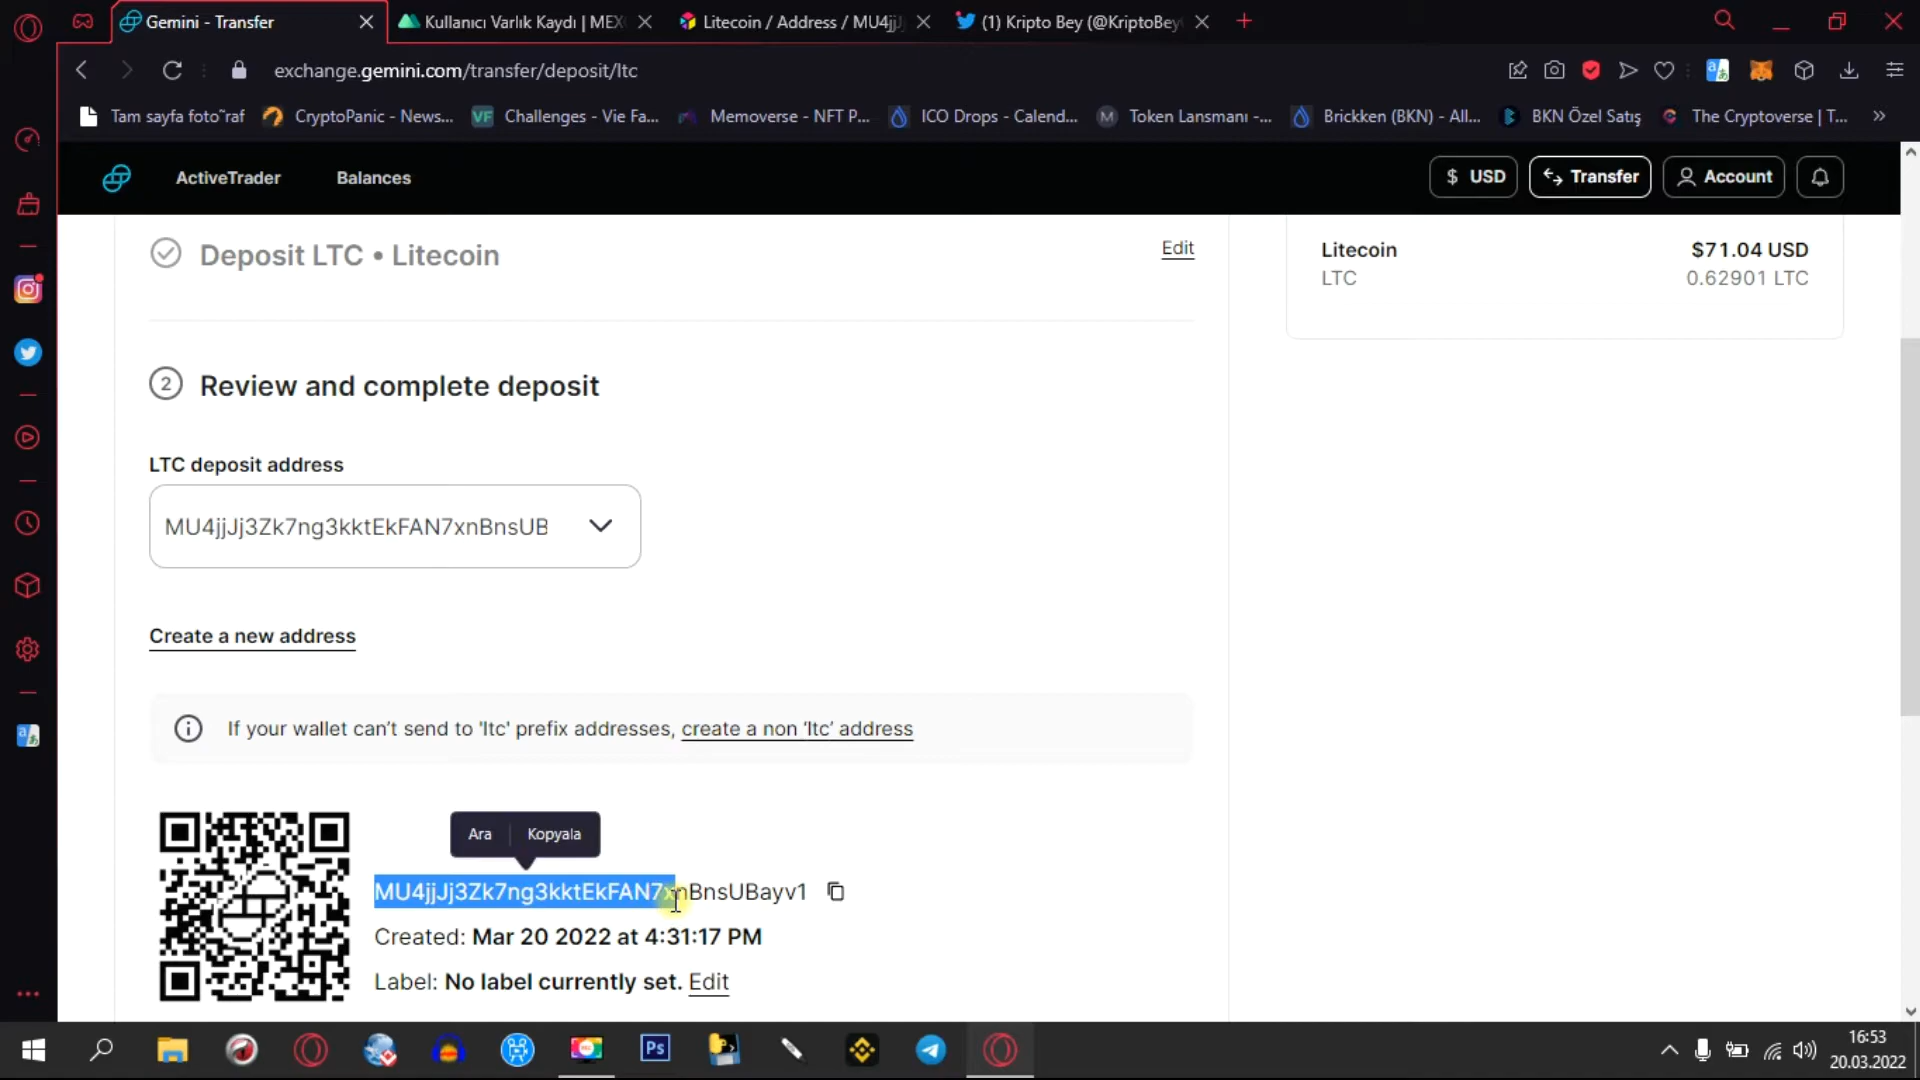 Gemini - Transfer
Kullanıcı Varlık Kaydı | MEX
Litecoin / Address / MU4jjJj
(1) Kripto Bey (@KriptoBey
exchange.gemini.com/transfer/deposit/ltc
Tam sayfa foto˜raf
CryptoPanic - News...
VF
Challenges - Vie Fa...
Memoverse - NFT P...
ICO Drops - Calend...
M
Token Lansmanı -...
Brickken (BKN) - All...
BKN Özel Satış
The Cryptoverse | T...
ActiveTrader
Balances
$ USD
Transfer
Account
Deposit LTC • Litecoin
Edit
Litecoin
$71.04 USD
LTC
0.62901 LTC
2
Review and complete deposit
LTC deposit address
MU4jjJj3Zk7ng3kktEkFAN7xnBnsUB
Create a new address
If your wallet can’t send to 'ltc' prefix addresses, create a non ‘ltc’ address
Ara
Kopyala
MU4jjJj3Zk7ng3kktEkFAN7xnBnsUBayv1
Created: Mar 20 2022 at 4:31:17 PM
Label: No label currently set. Edit
Ps
16:53
20.03.2022